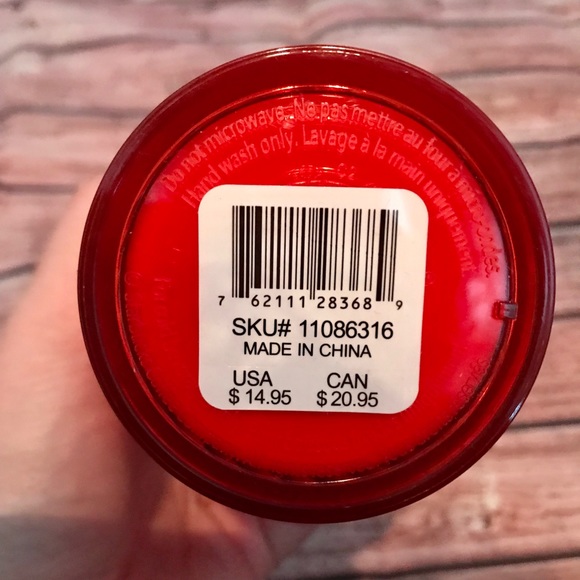 Do not microwave. Ne pas mettre au four à micro-ondes.
Hand wash only. Lavage à la main uniquement.
7 62111 28368 9
SKU# 11086316
MADE IN CHINA
USA CAN
$ 14.95 $ 20.95